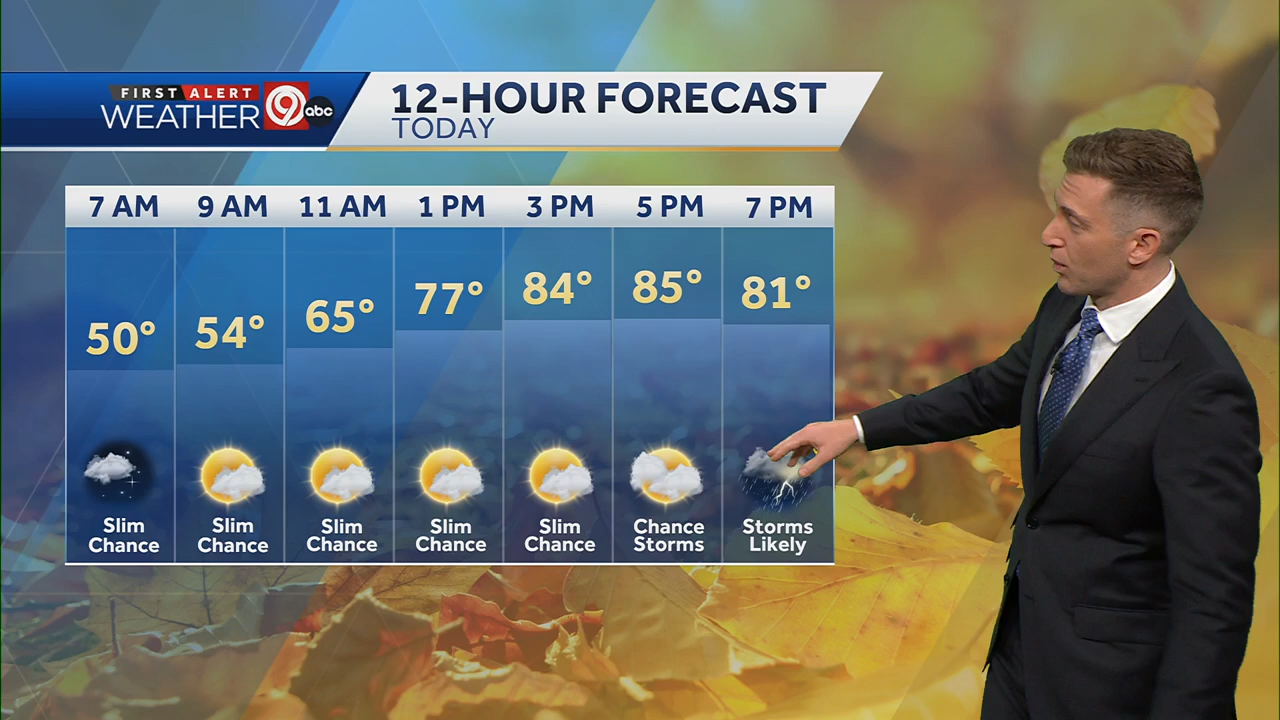 FIRST ALERT
WEATHER 9 abc
12-HOUR FORECAST
TODAY
7 AM 9 AM 11 AM 1 PM 3 PM 5 PM 7 PM
50° 54° 65° 77° 84° 85° 81°
Slim Slim Slim Slim Slim Chance Storms
Chance Chance Chance Chance Chance Storms Likely